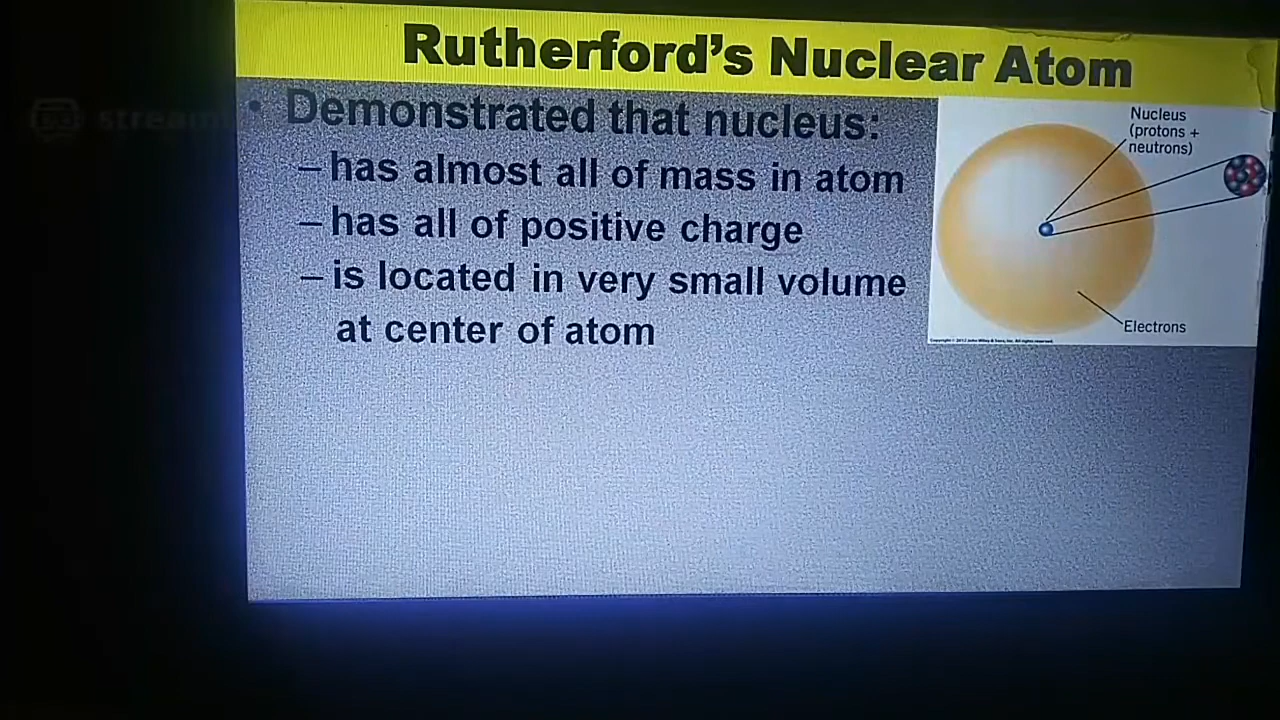 Rutherford's Nuclear Atom
• Demonstrated that nucleus:
– has almost all of mass in atom
– has all of positive charge
– is located in very small volume
at center of atom
Nucleus
(protons +
neutrons)
Electrons